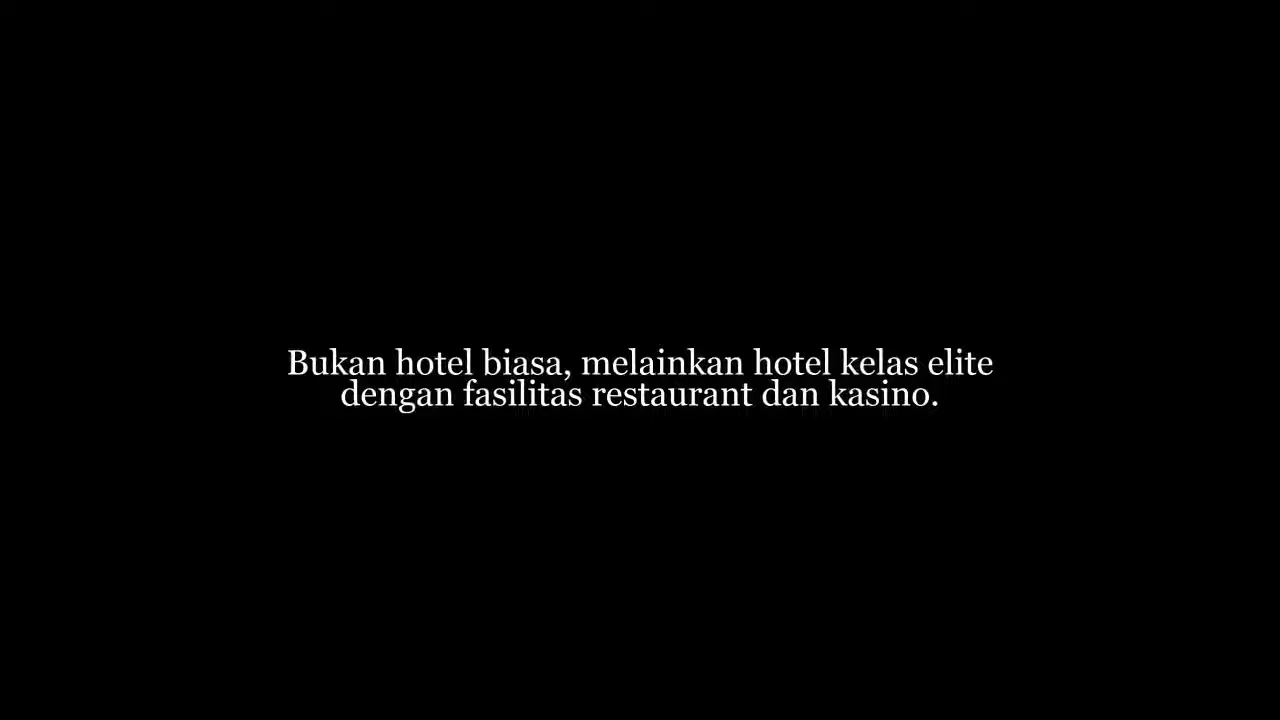 Bukan hotel biasa, melainkan hotel kelas elite
dengan fasilitas restaurant dan kasino.